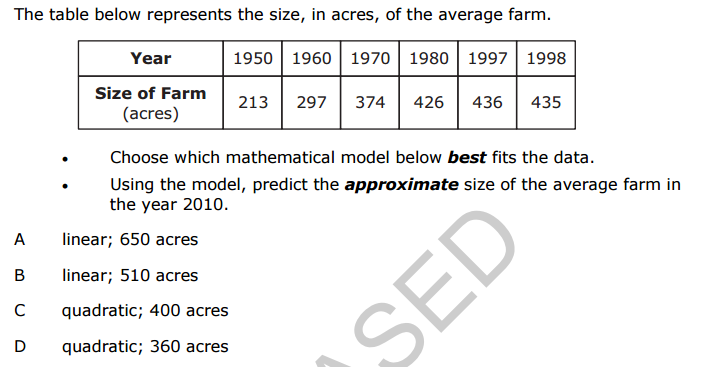 The table below represents the size, in acres, of the average farm.
Year 1950 1960 1970 1980 1997 1998
Size of Farm (acres) 213 297 374 426 436 435
• Choose which mathematical model below best fits the data.
• Using the model, predict the approximate size of the average farm in
the year 2010.
A linear; 650 acres
B linear; 510 acres
C quadratic; 400 acres
D quadratic; 360 acres
SED